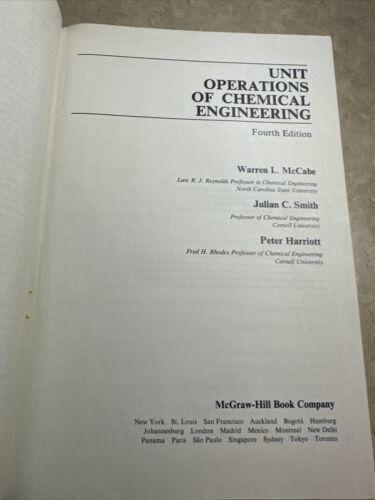 UNIT
OPERATIONS
OF CHEMICAL
ENGINEERING
Fourth Edition
Warren L. McCabe
Late R. J. Reynolds Professor in Chemical Engineering
North Carolina State University
Julian C. Smith
Professor of Chemical Engineering
Cornell University
Peter Harriott
Fred H. Rhodes Professor of Chemical Engineering
Cornell University
McGraw-Hill Book Company
New York St. Louis San Francisco Auckland Bogotá Hamburg
Johannesburg London Madrid Mexico Montreal New Delhi
Panama Paris São Paulo Singapore Sydney Tokyo Toronto